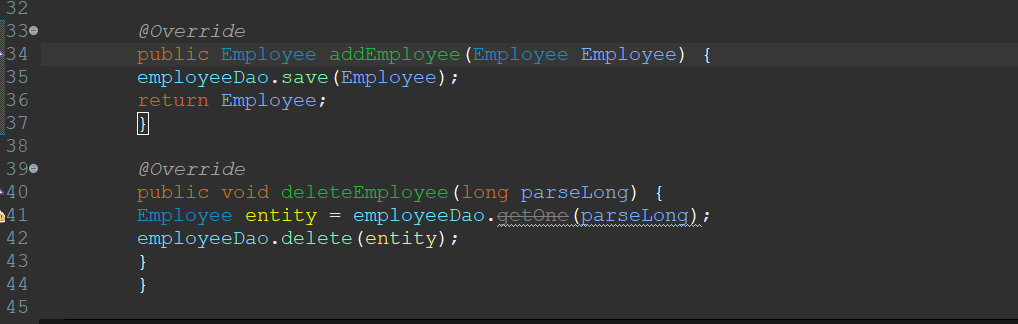 32
33 @Override
34 public Employee addEmployee(Employee Employee) {
35 employeeDao.save(Employee);
36 return Employee;
37 }
38
39 @Override
40 public void deleteEmployee(long parseLong) {
41 Employee entity = employeeDao.getOne(parseLong);
42 employeeDao.delete(entity);
43 }
44 }
45